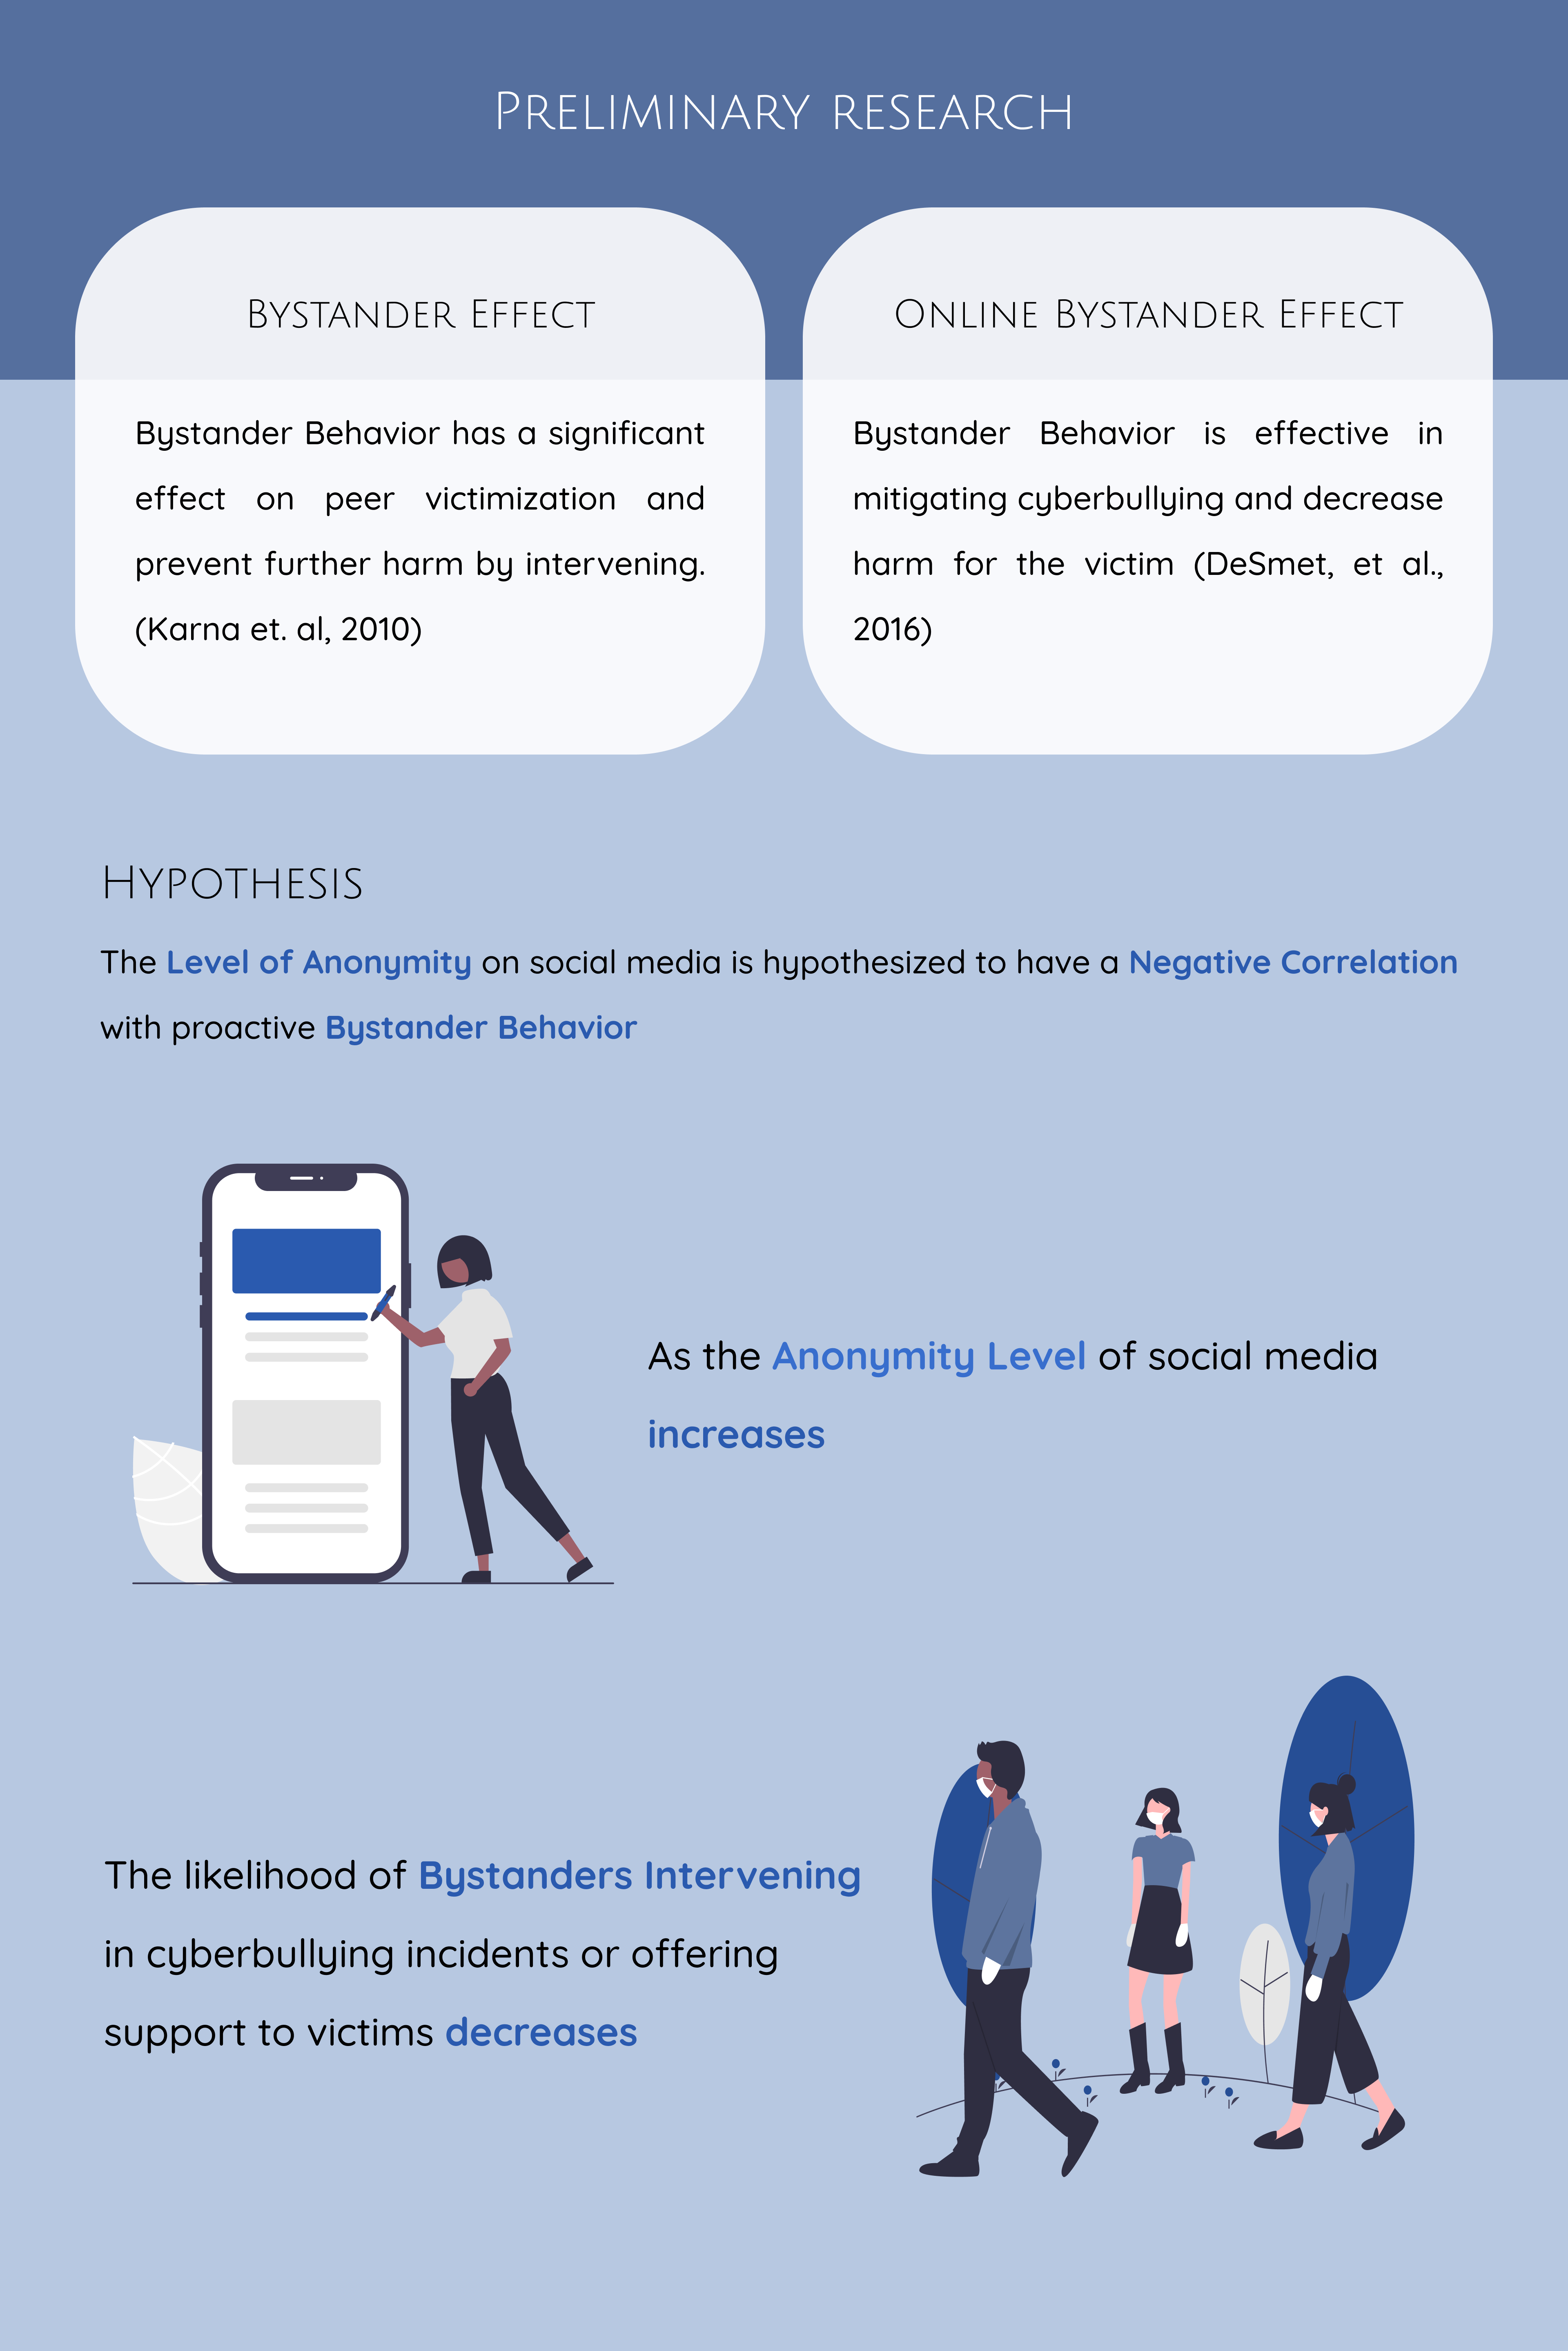 Preliminary research
Bystander Effect
Bystander Behavior has a significant
effect on peer victimization and
prevent further harm by intervening.
(Karna et. al, 2010)
Online Bystander Effect
Bystander Behavior is effective in
mitigating cyberbullying and decrease
harm for the victim (DeSmet, et al.,
2016)
Hypothesis
The Level of Anonymity on social media is hypothesized to have a Negative Correlation
with proactive Bystander Behavior
As the Anonymity Level of social media
increases
The likelihood of Bystanders Intervening
in cyberbullying incidents or offering
support to victims decreases